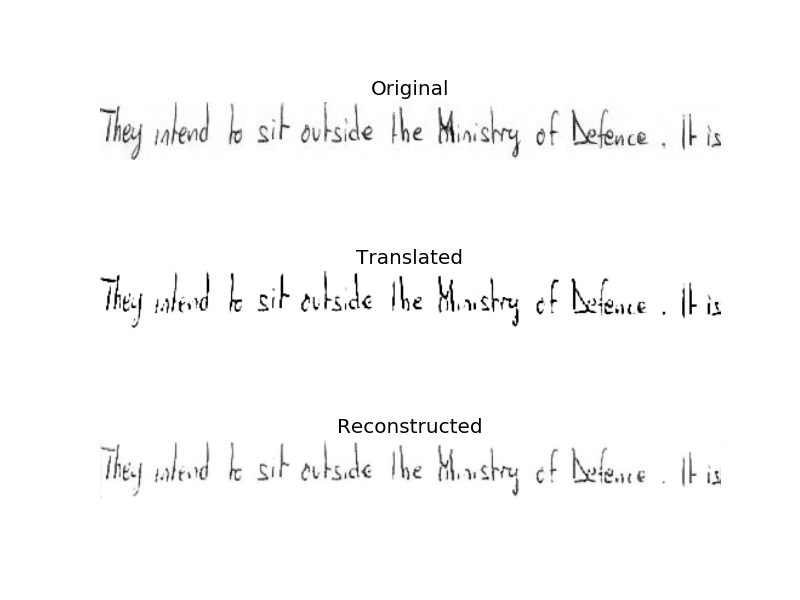 Original
They intend to sit outside the Ministry of Defence . It is
Translated
They intend to sit outside the Ministry of Defence . It is
Reconstructed
They intend to sit outside the Ministry of Defence . It is